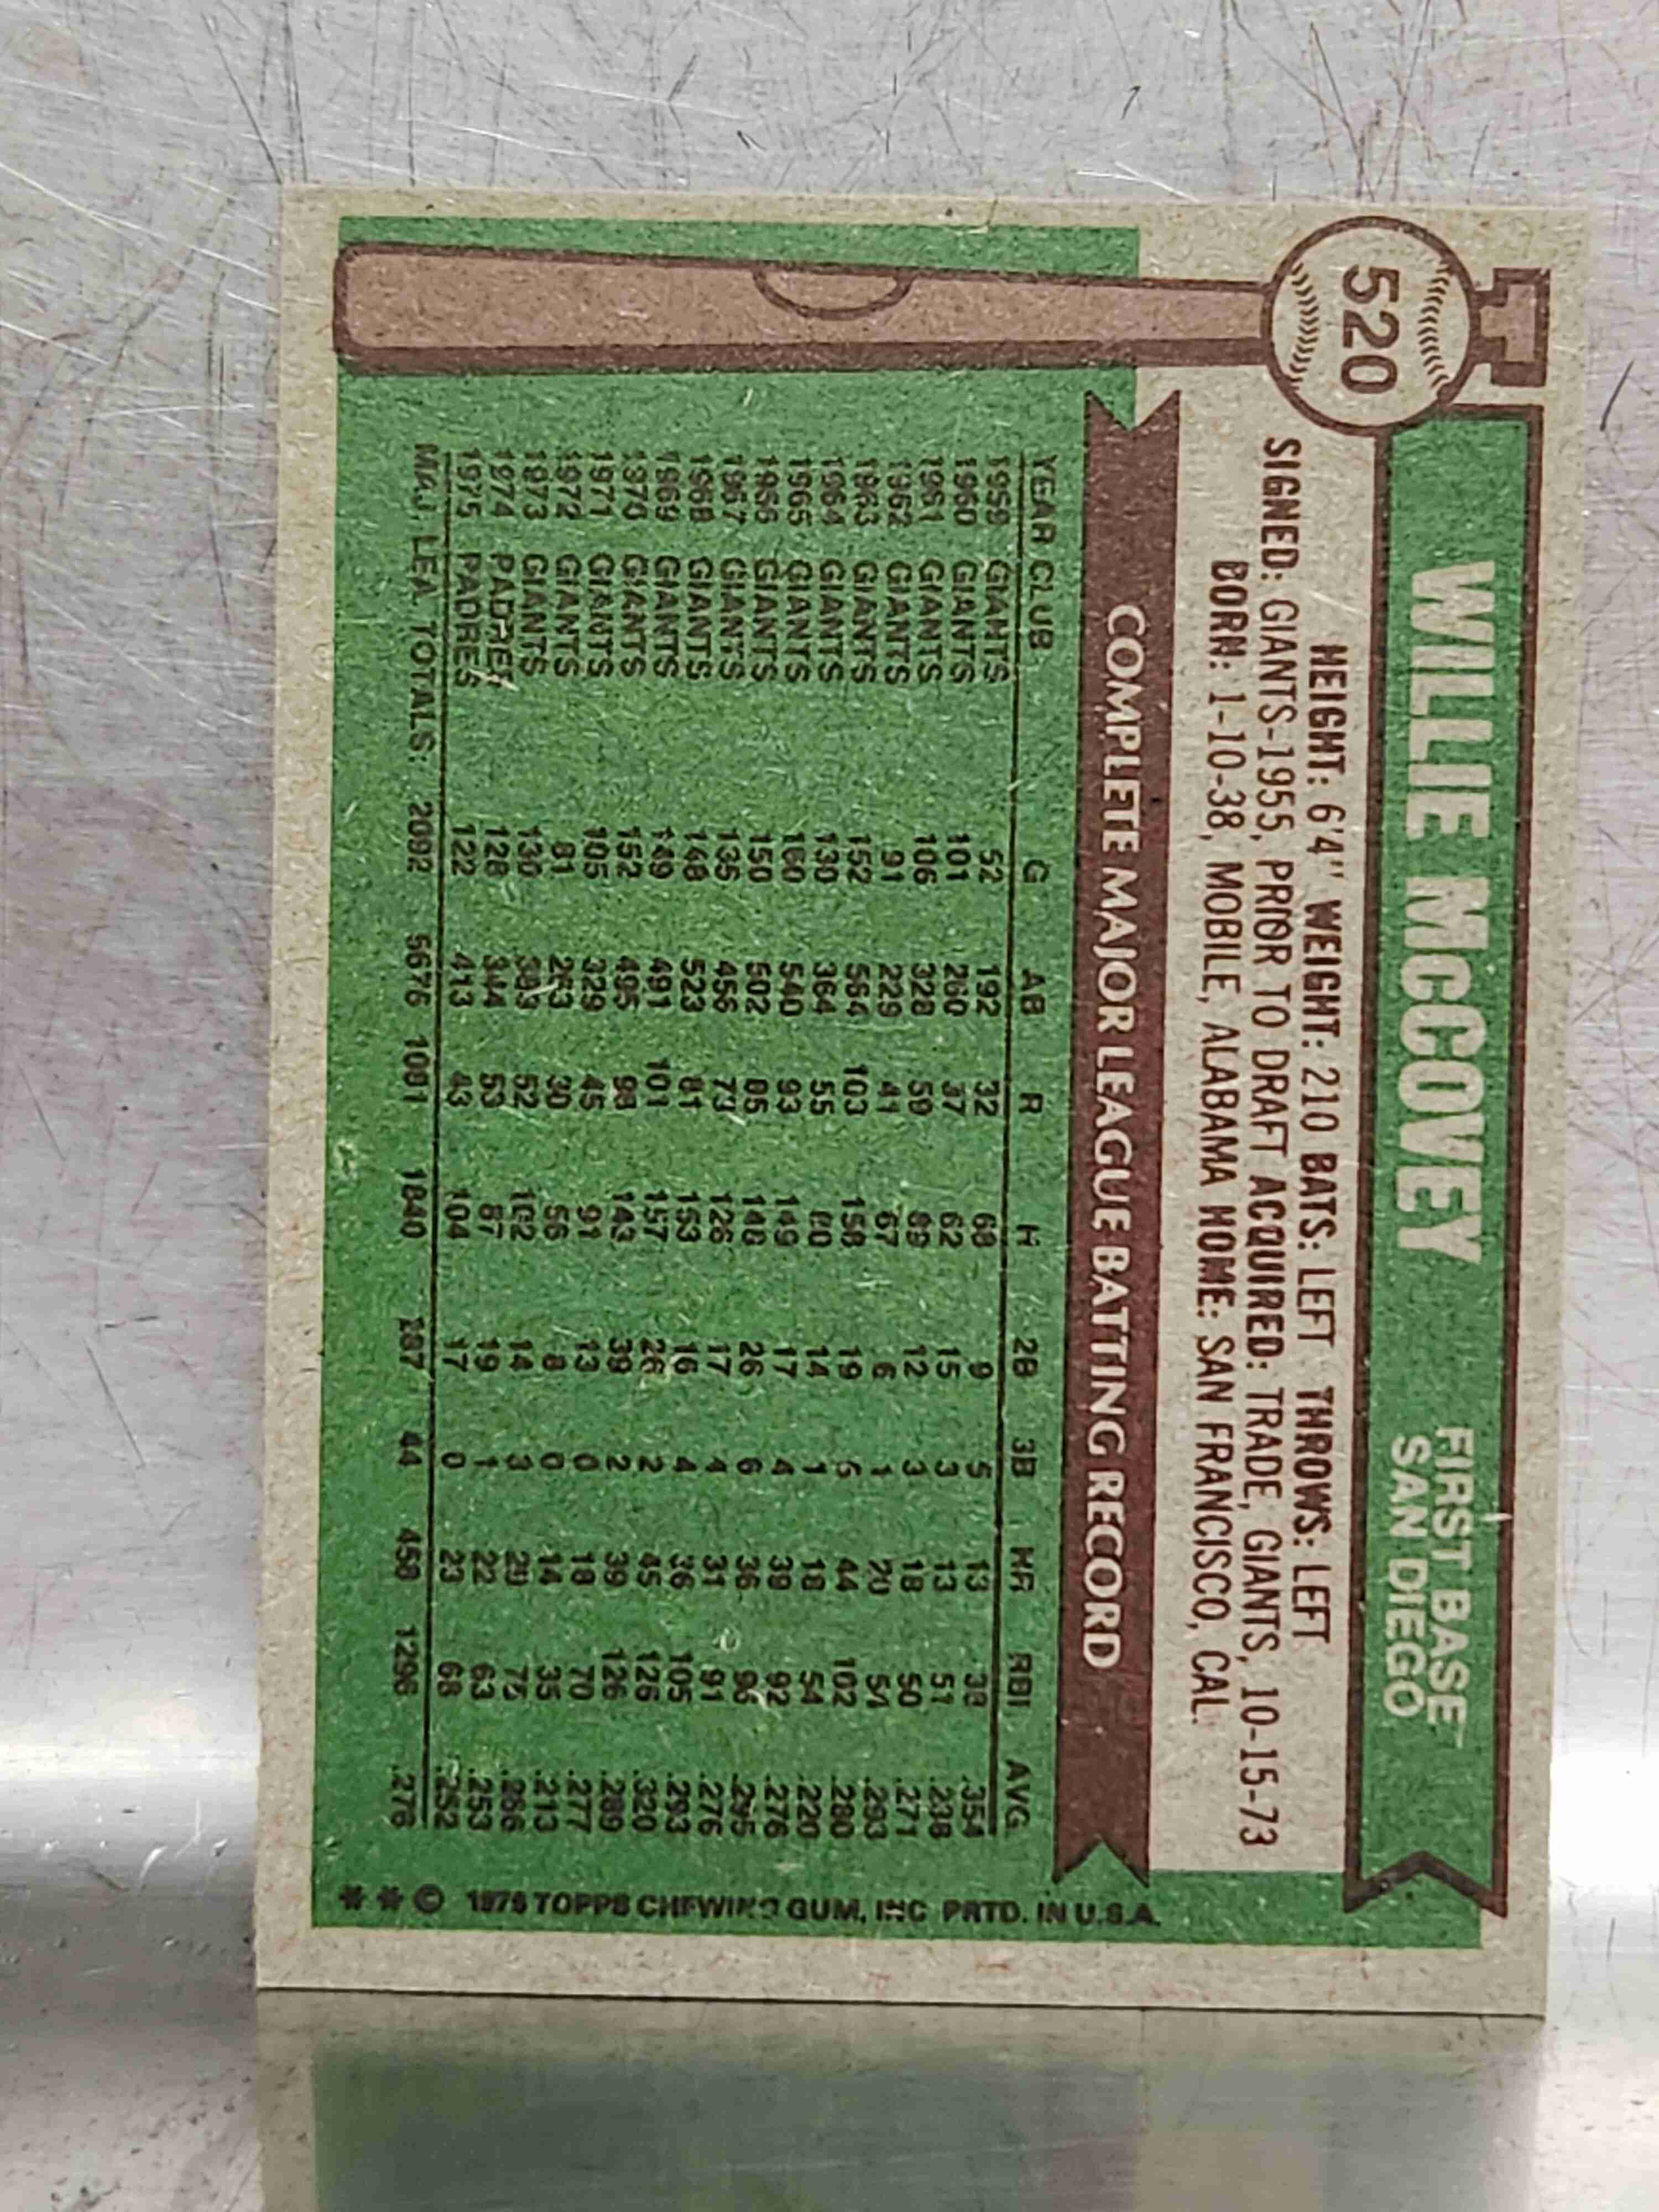 520
WILLIE McCOVEY
FIRST BASE
SAN DIEGO
HEIGHT: 6'4" WEIGHT: 210 BATS: LEFT THROWS: LEFT
SIGNED: GIANTS-1955, PRIOR TO DRAFT ACQUIRED: TRADE, GIANTS, 10-15-73
BORN: 1-10-38, MOBILE, ALABAMA HOME: SAN FRANCISCO, CAL.
COMPLETE MAJOR LEAGUE BATTING RECORD
YEAR CLUB G AB R H 2B 3B HR RBI AVG
1959 GIANTS 52 192 32 68 9 5 13 38 .354
1960 GIANTS 101 260 37 62 15 3 13 51 .238
1961 GIANTS 106 328 59 89 12 3 18 50 .271
1962 GIANTS 91 229 41 67 6 1 20 54 .293
1963 GIANTS 152 564 103 158 19 5 44 102 .280
1964 GIANTS 130 364 55 80 14 1 18 54 .220
1965 GIANTS 160 540 93 149 17 4 39 92 .276
1966 GIANTS 150 502 85 148 26 6 36 96 .295
1967 GIANTS 135 456 73 126 17 4 31 91 .276
1968 GIANTS 148 523 81 153 16 4 36 105 .293
1969 GIANTS 149 491 101 157 26 2 45 126 .320
1970 GIANTS 152 495 98 143 39 2 39 126 .289
1971 GIANTS 105 329 45 91 13 0 18 70 .277
1972 GIANTS 81 263 30 56 8 0 14 35 .213
1973 GIANTS 130 383 52 102 14 3 29 75 .266
1974 PADRES 128 344 53 87 19 1 22 63 .253
1975 PADRES 122 413 43 104 17 0 23 68 .252
MAJ. LEA. TOTALS: 2092 5676 1081 1840 287 44 458 1296 .276
* * © 1976 TOPPS CHEWING GUM, INC PRTD. IN U.S.A.